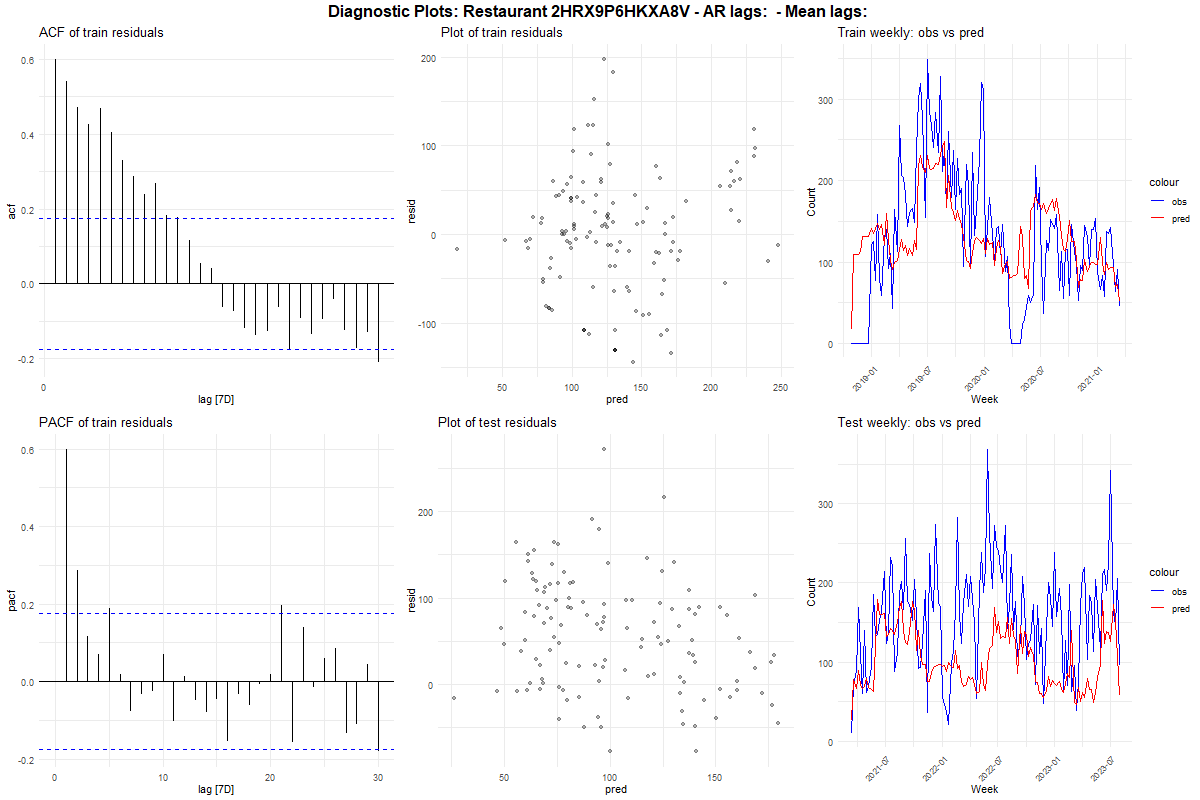 Diagnostic Plots: Restaurant 2HRX9P6HKXA8V - AR lags:  - Mean lags:
ACF of train residuals
acf
0.6
0.4
0.2
0.0
-0.2
0
lag [7D]
Plot of train residuals
resid
200
100
0
-100
50
100
150
200
250
pred
Train weekly: obs vs pred
Count
300
200
100
0
2019-01
2019-07
2020-01
2020-07
2021-01
Week
colour
obs
pred
PACF of train residuals
pacf
0.6
0.4
0.2
0.0
-0.2
0
10
20
30
lag [7D]
Plot of test residuals
resid
200
100
0
50
100
150
pred
Test weekly: obs vs pred
Count
300
200
100
0
2021-07
2022-01
2022-07
2023-01
2023-07
Week
colour
obs
pred